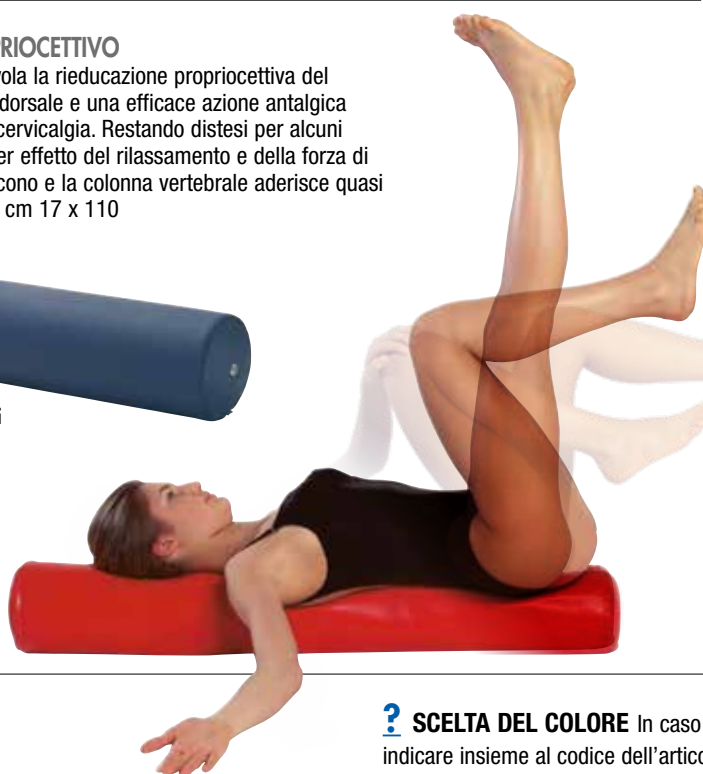 RIOCETTIVO
ola la rieducazione propriocettiva del
dorsale e una efficace azione antalgica
cervicalgia. Restando distesi per alcuni
er effetto del rilassamento e della forza di
cono e la colonna vertebrale aderisce quasi
cm 17 x 110
i
? SCELTA DEL COLORE In caso
indicare insieme al codice dell'artico